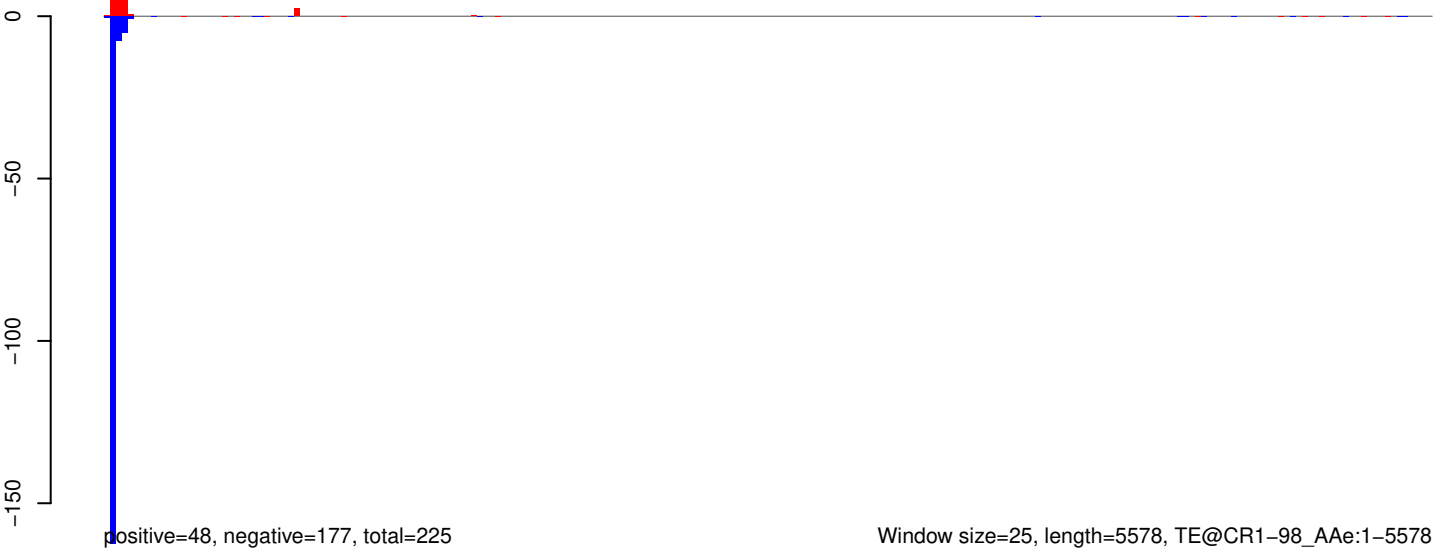 0
−50
−100
−150
positive=48, negative=177, total=225
Window size=25, length=5578, TE@CR1−98_AAe:1−5578